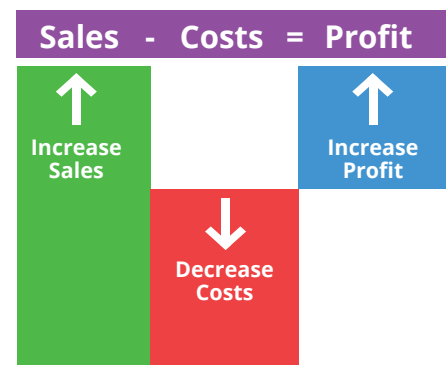 Sales - Costs = Profit
Increase
Sales
Increase
Profit
Decrease
Costs